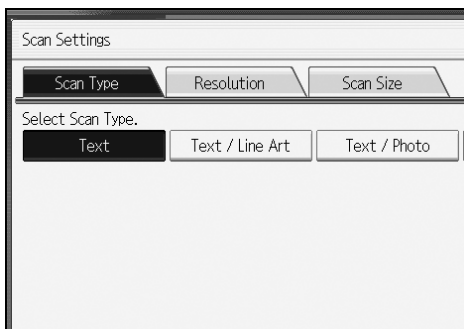 Scan Settings
Scan Type Resolution Scan Size
Select Scan Type.
Text Text / Line Art Text / Photo